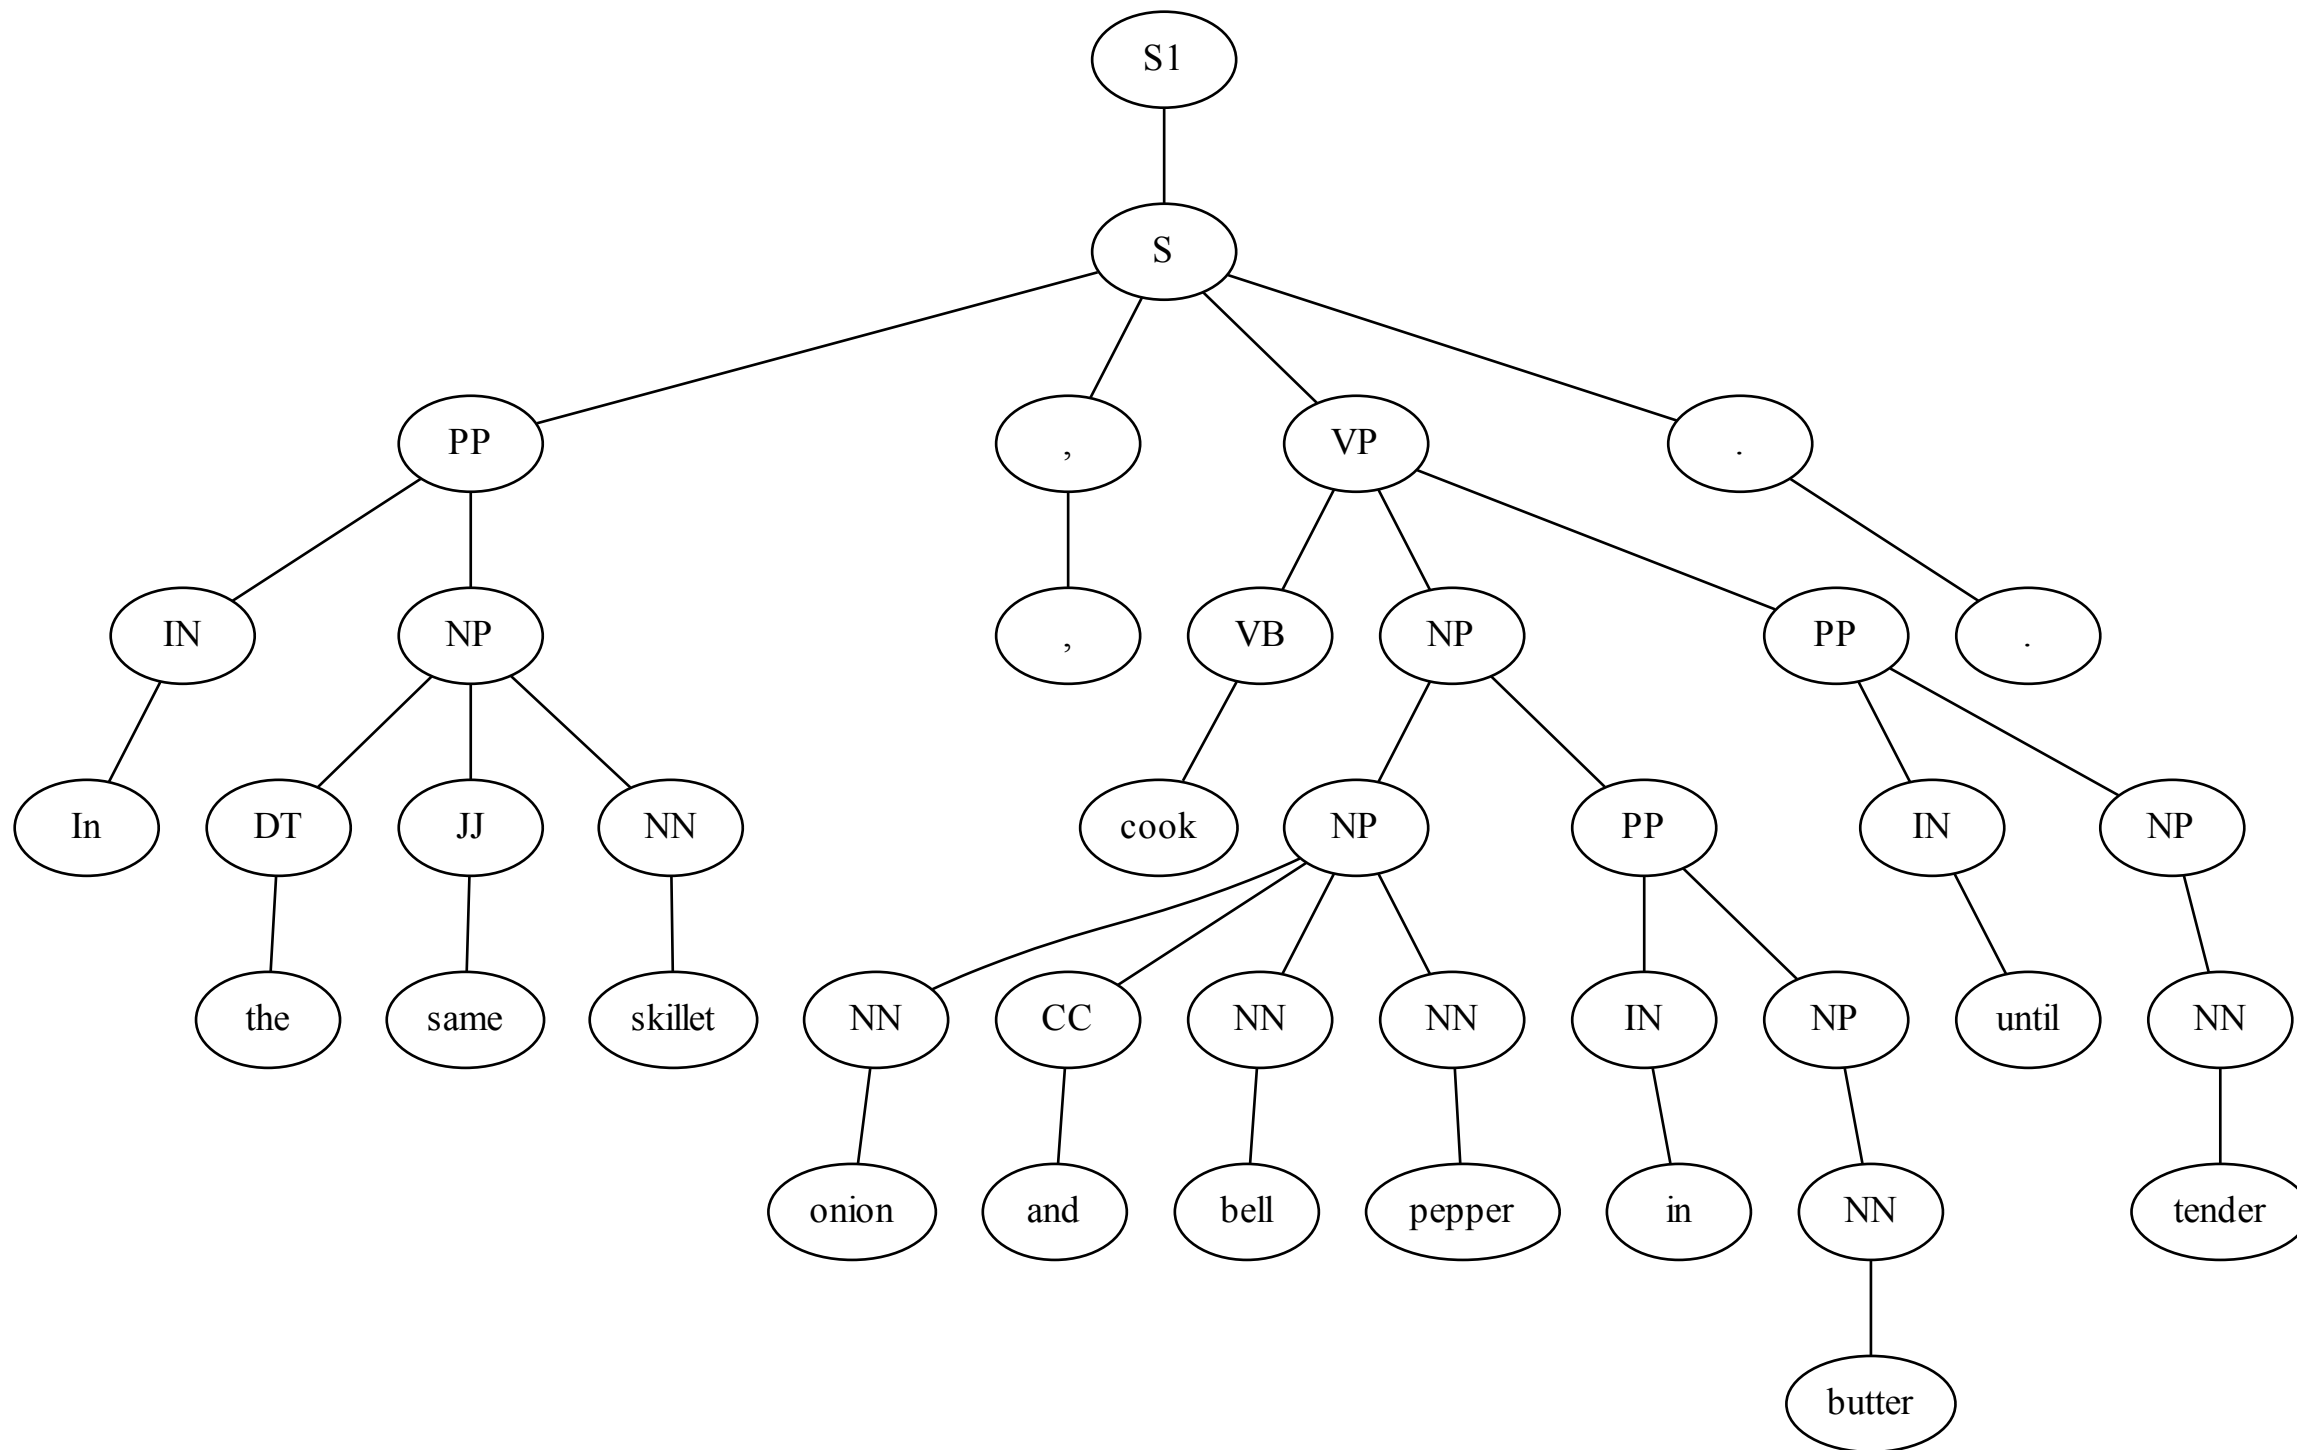 S1
S
PP , VP .
IN NP , VB NP PP .
In DT JJ NN cook NP PP IN NP
the same skillet NN CC NN NN IN NP until NN
onion and bell pepper in NN tender
butter